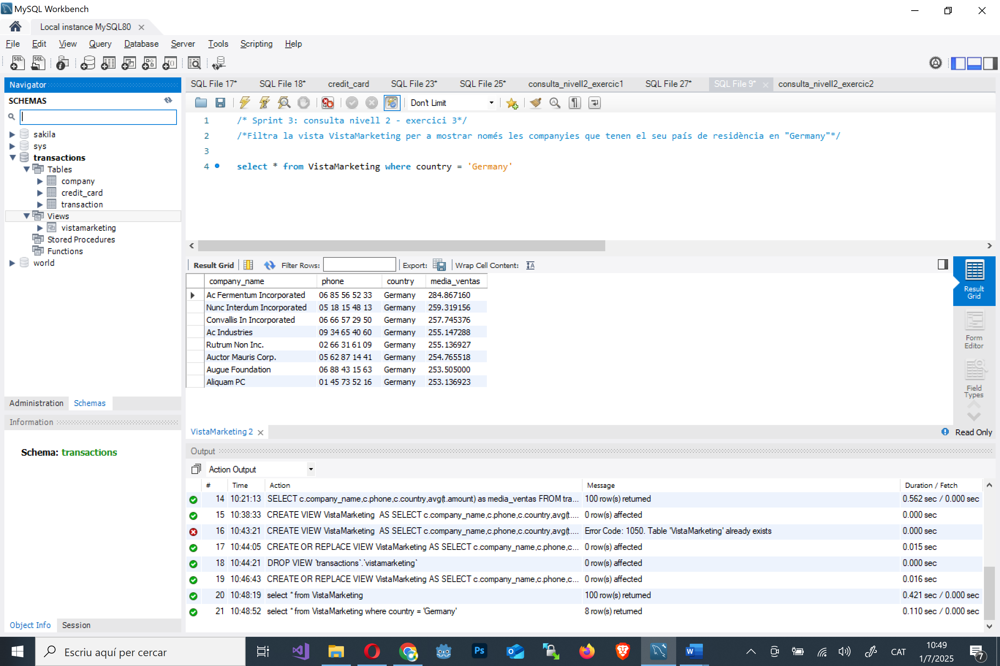 MySQL Workbench
Local instance MySQL80
File Edit View Query Database Server Tools Scripting Help
Navigator
SCHEMAS
sakila
sys
transactions
Tables
company
credit_card
transaction
Views
vistamarketing
Stored Procedures
Functions
world
Administration Schemas
Information
Schema: transactions
Object Info Session
SQL File 17* SQL File 18* credit_card SQL File 23* SQL File 25* consulta_nivell2_exercic1 SQL File 27* SQL File 9* consulta_nivell2_exercic2
Don't Limit
1 /* Sprint 3: consulta nivell 2 - exercici 3*/
2 /*Filtra la vista VistaMarketing per a mostrar només les companyies que tenen el seu país de residència en "Germany"*/
3
4 select * from VistaMarketing where country = 'Germany'
Result Grid Filter Rows: Export: Wrap Cell Content:
company_name phone country media_ventas
Ac Fermentum Incorporated 06 85 56 52 33 Germany 284.867160
Nunc Interdum Incorporated 05 18 15 48 13 Germany 259.319156
Convallis In Incorporated 06 66 57 29 50 Germany 257.745376
Ac Industries 09 34 65 40 60 Germany 255.147288
Rutrum Non Inc. 02 66 31 61 09 Germany 255.136927
Auctor Mauris Corp. 05 62 87 14 41 Germany 254.765518
Augue Foundation 06 88 43 15 63 Germany 253.505000
Aliquam PC 01 45 73 52 16 Germany 253.136923
Result Grid
Form Editor
Field Types
VistaMarketing 2 Read Only
Output
Action Output
# Time Action Message Duration / Fetch
14 10:21:13 SELECT c.company_name,c.phone,c.country,avg(t.amount) as media_ventas FROM tra... 100 row(s) returned 0.562 sec / 0.000 sec
15 10:38:33 CREATE VIEW VistaMarketing AS SELECT c.company_name,c.phone,c.country,avg(t.... 0 row(s) affected 0.000 sec
16 10:43:21 CREATE VIEW VistaMarketing AS SELECT c.company_name,c.phone,c.country,avg(t.... Error Code: 1050. Table 'VistaMarketing' already exists 0.000 sec
17 10:44:05 CREATE OR REPLACE VIEW VistaMarketing AS SELECT c.company_name,c.phone,c... 0 row(s) affected 0.015 sec
18 10:44:21 DROP VIEW `transactions`.`vistamarketing` 0 row(s) affected 0.000 sec
19 10:46:43 CREATE OR REPLACE VIEW VistaMarketing AS SELECT c.company_name,c.phone,c... 0 row(s) affected 0.016 sec
20 10:48:19 select * from VistaMarketing 100 row(s) returned 0.421 sec / 0.000 sec
21 10:48:52 select * from VistaMarketing where country = 'Germany' 8 row(s) returned 0.110 sec / 0.000 sec
Escriu aquí per cercar
CAT
10:49
1/7/2025
7